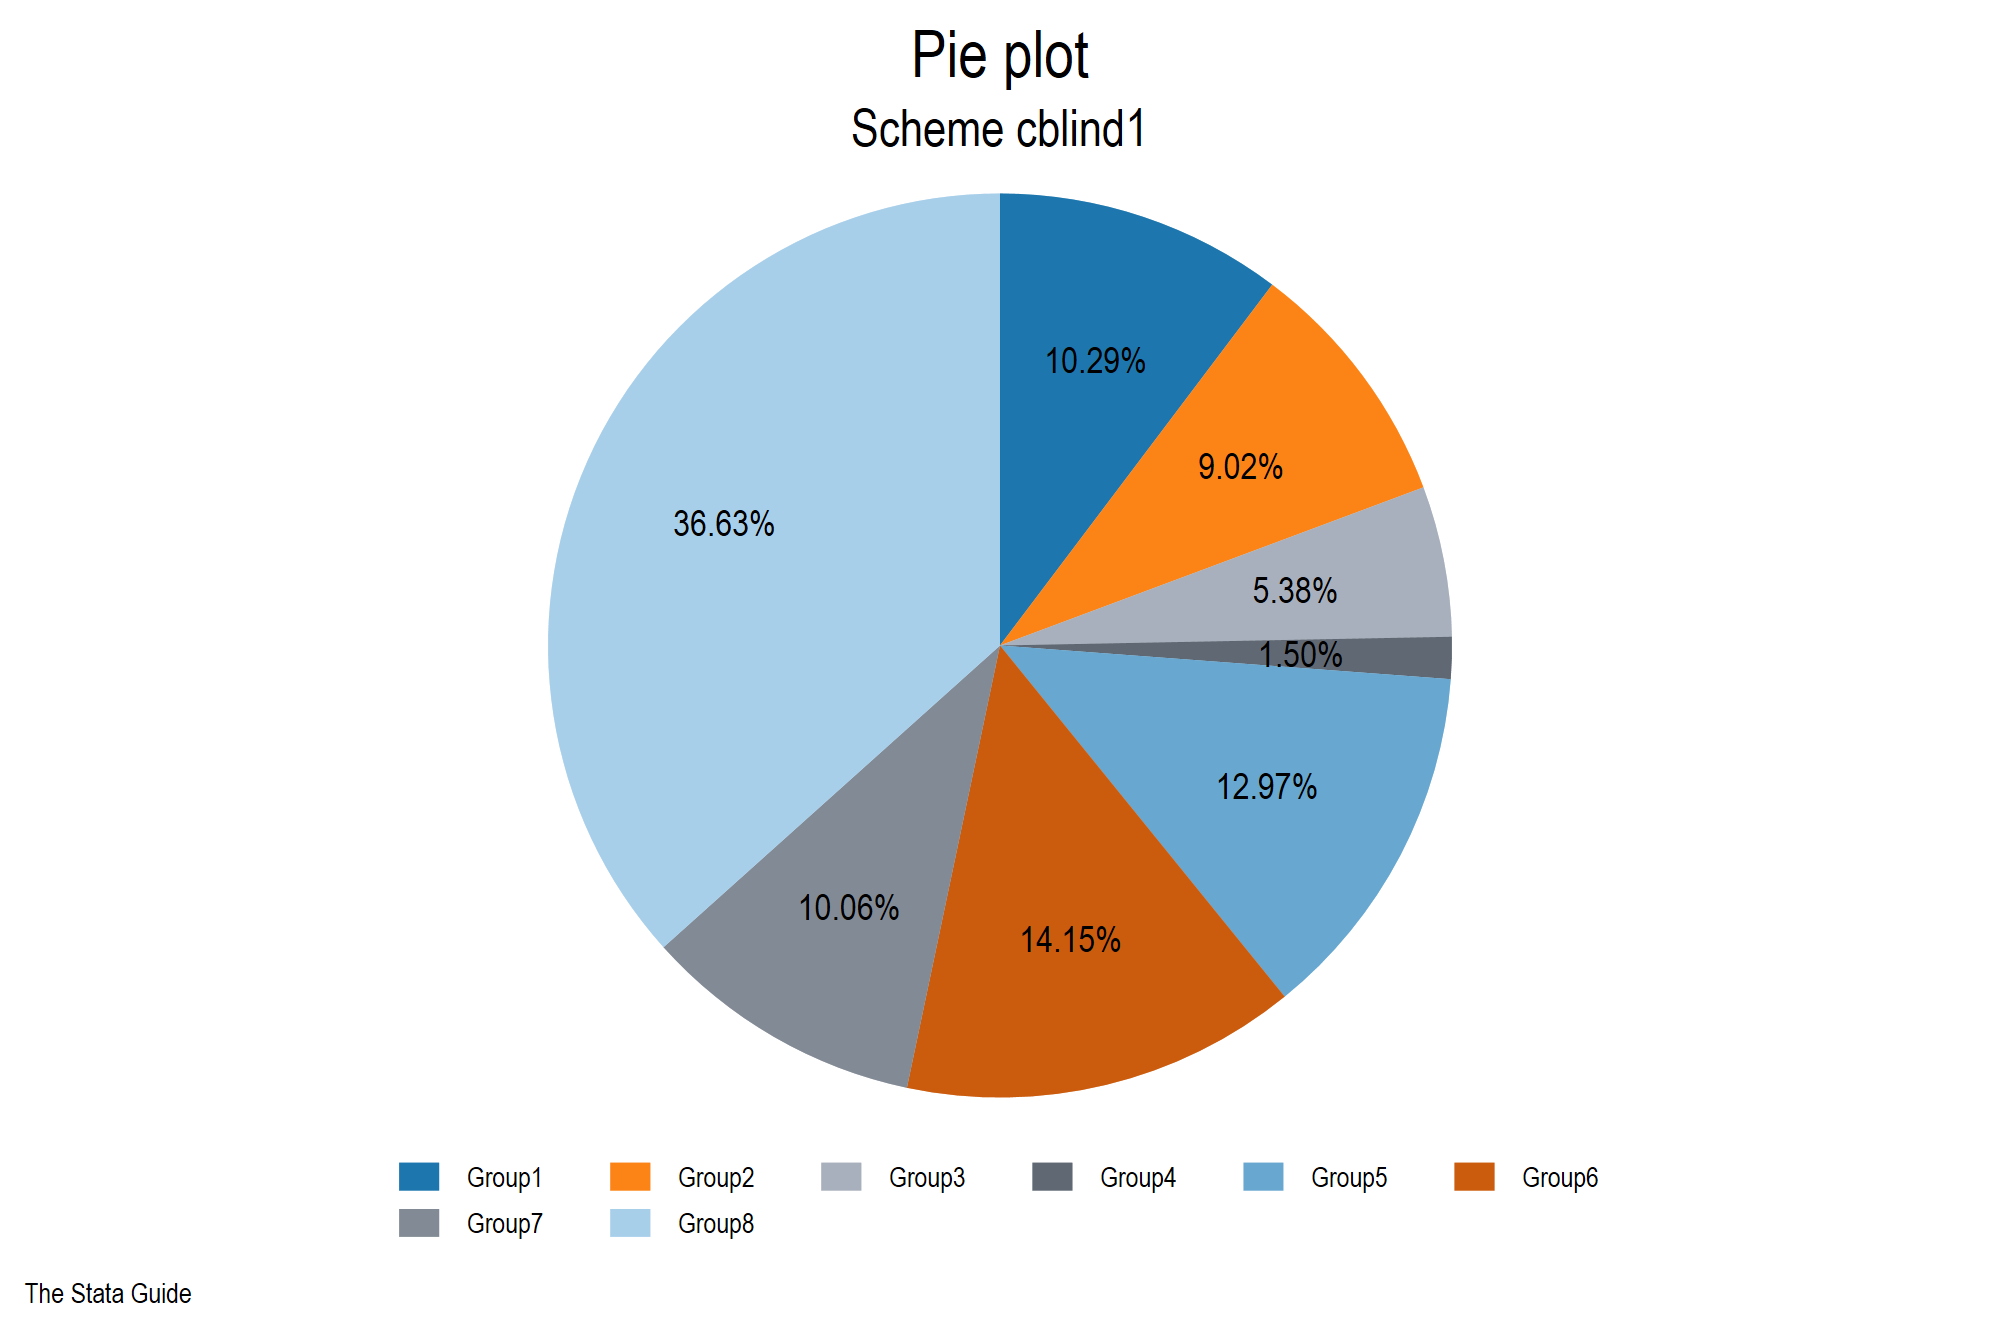 Pie plot
Scheme cblind1
10.29%
9.02%
36.63%
5.38%
1.50%
12.97%
10.06%
14.15%
Group1 Group2 Group3 Group4 Group5 Group6
Group7 Group8
The Stata Guide